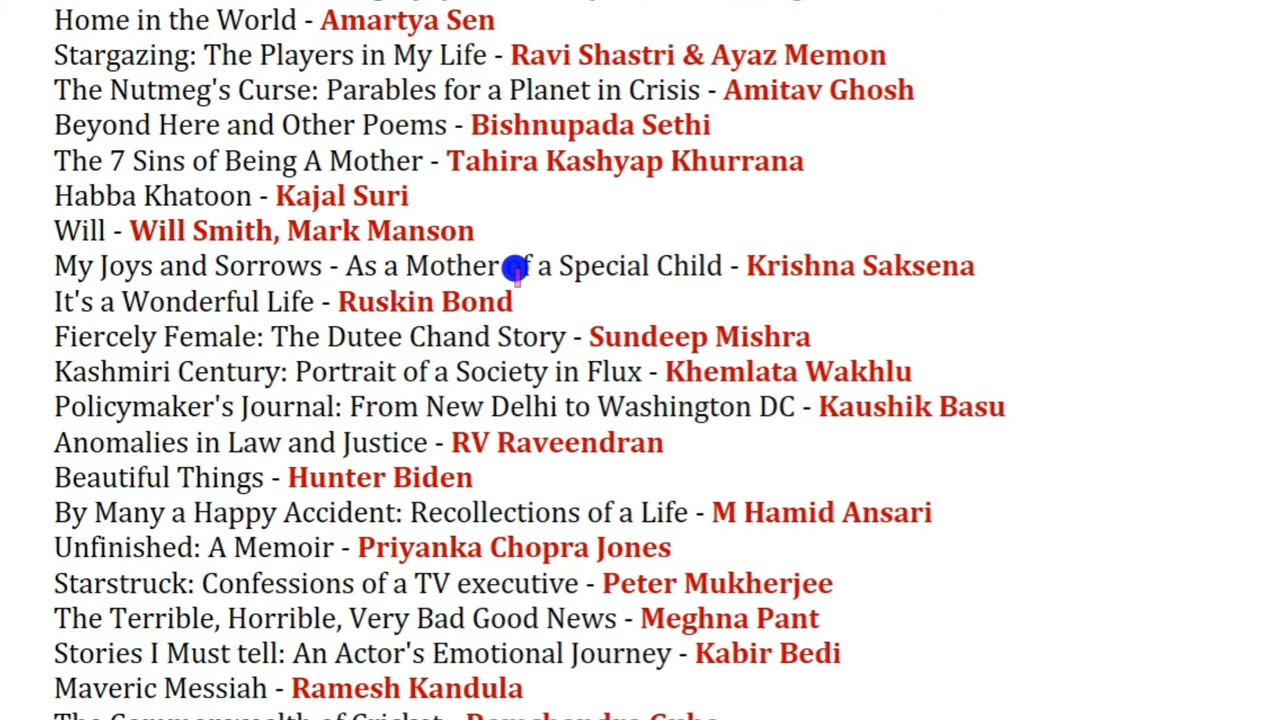 Home in the World - Amartya Sen
Stargazing: The Players in My Life - Ravi Shastri & Ayaz Memon
The Nutmeg's Curse: Parables for a Planet in Crisis - Amitav Ghosh
Beyond Here and Other Poems - Bishnupada Sethi
The 7 Sins of Being A Mother - Tahira Kashyap Khurrana
Habba Khatoon - Kajal Suri
Will - Will Smith, Mark Manson
My Joys and Sorrows - As a Mother of a Special Child - Krishna Saksena
It's a Wonderful Life - Ruskin Bond
Fiercely Female: The Dutee Chand Story - Sundeep Mishra
Kashmiri Century: Portrait of a Society in Flux - Khemlata Wakhlu
Policymaker's Journal: From New Delhi to Washington DC - Kaushik Basu
Anomalies in Law and Justice - RV Raveendran
Beautiful Things - Hunter Biden
By Many a Happy Accident: Recollections of a Life - M Hamid Ansari
Unfinished: A Memoir - Priyanka Chopra Jones
Starstruck: Confessions of a TV executive - Peter Mukherjee
The Terrible, Horrible, Very Bad Good News - Meghna Pant
Stories I Must tell: An Actor's Emotional Journey - Kabir Bedi
Maveric Messiah - Ramesh Kandula
The Commonwealth of Cricket - Ramchandra Guha